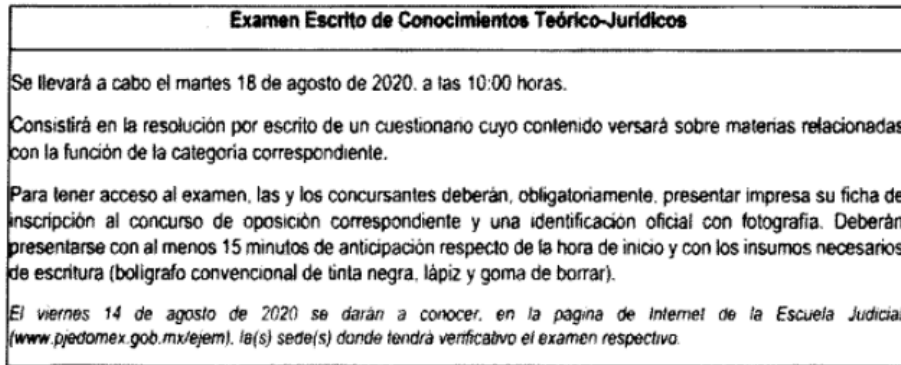 Examen Escrito de Conocimientos Teórico-Jurídicos
Se llevará a cabo el martes 18 de agosto de 2020. a las 10:00 horas.
Consistirá en la resolución por escrito de un cuestionario cuyo contenido versará sobre materias relacionadas
con la función de la categoría correspondiente.
Para tener acceso al examen, las y los concursantes deberán, obligatoriamente, presentar impresa su ficha de
inscripción al concurso de oposición correspondiente y una identificación oficial con fotografía. Deberán
presentarse con al menos 15 minutos de anticipación respecto de la hora de inicio y con los insumos necesarios
de escritura (bolígrafo convencional de tinta negra, lápiz y goma de borrar).
El viernes 14 de agosto de 2020 se darán a conocer, en la pagina de Internet de la Escuela Judicial
(www.pjedomex.gob.mx/ejem), la(s) sede(s) donde tendrá verificativo el examen respectivo.